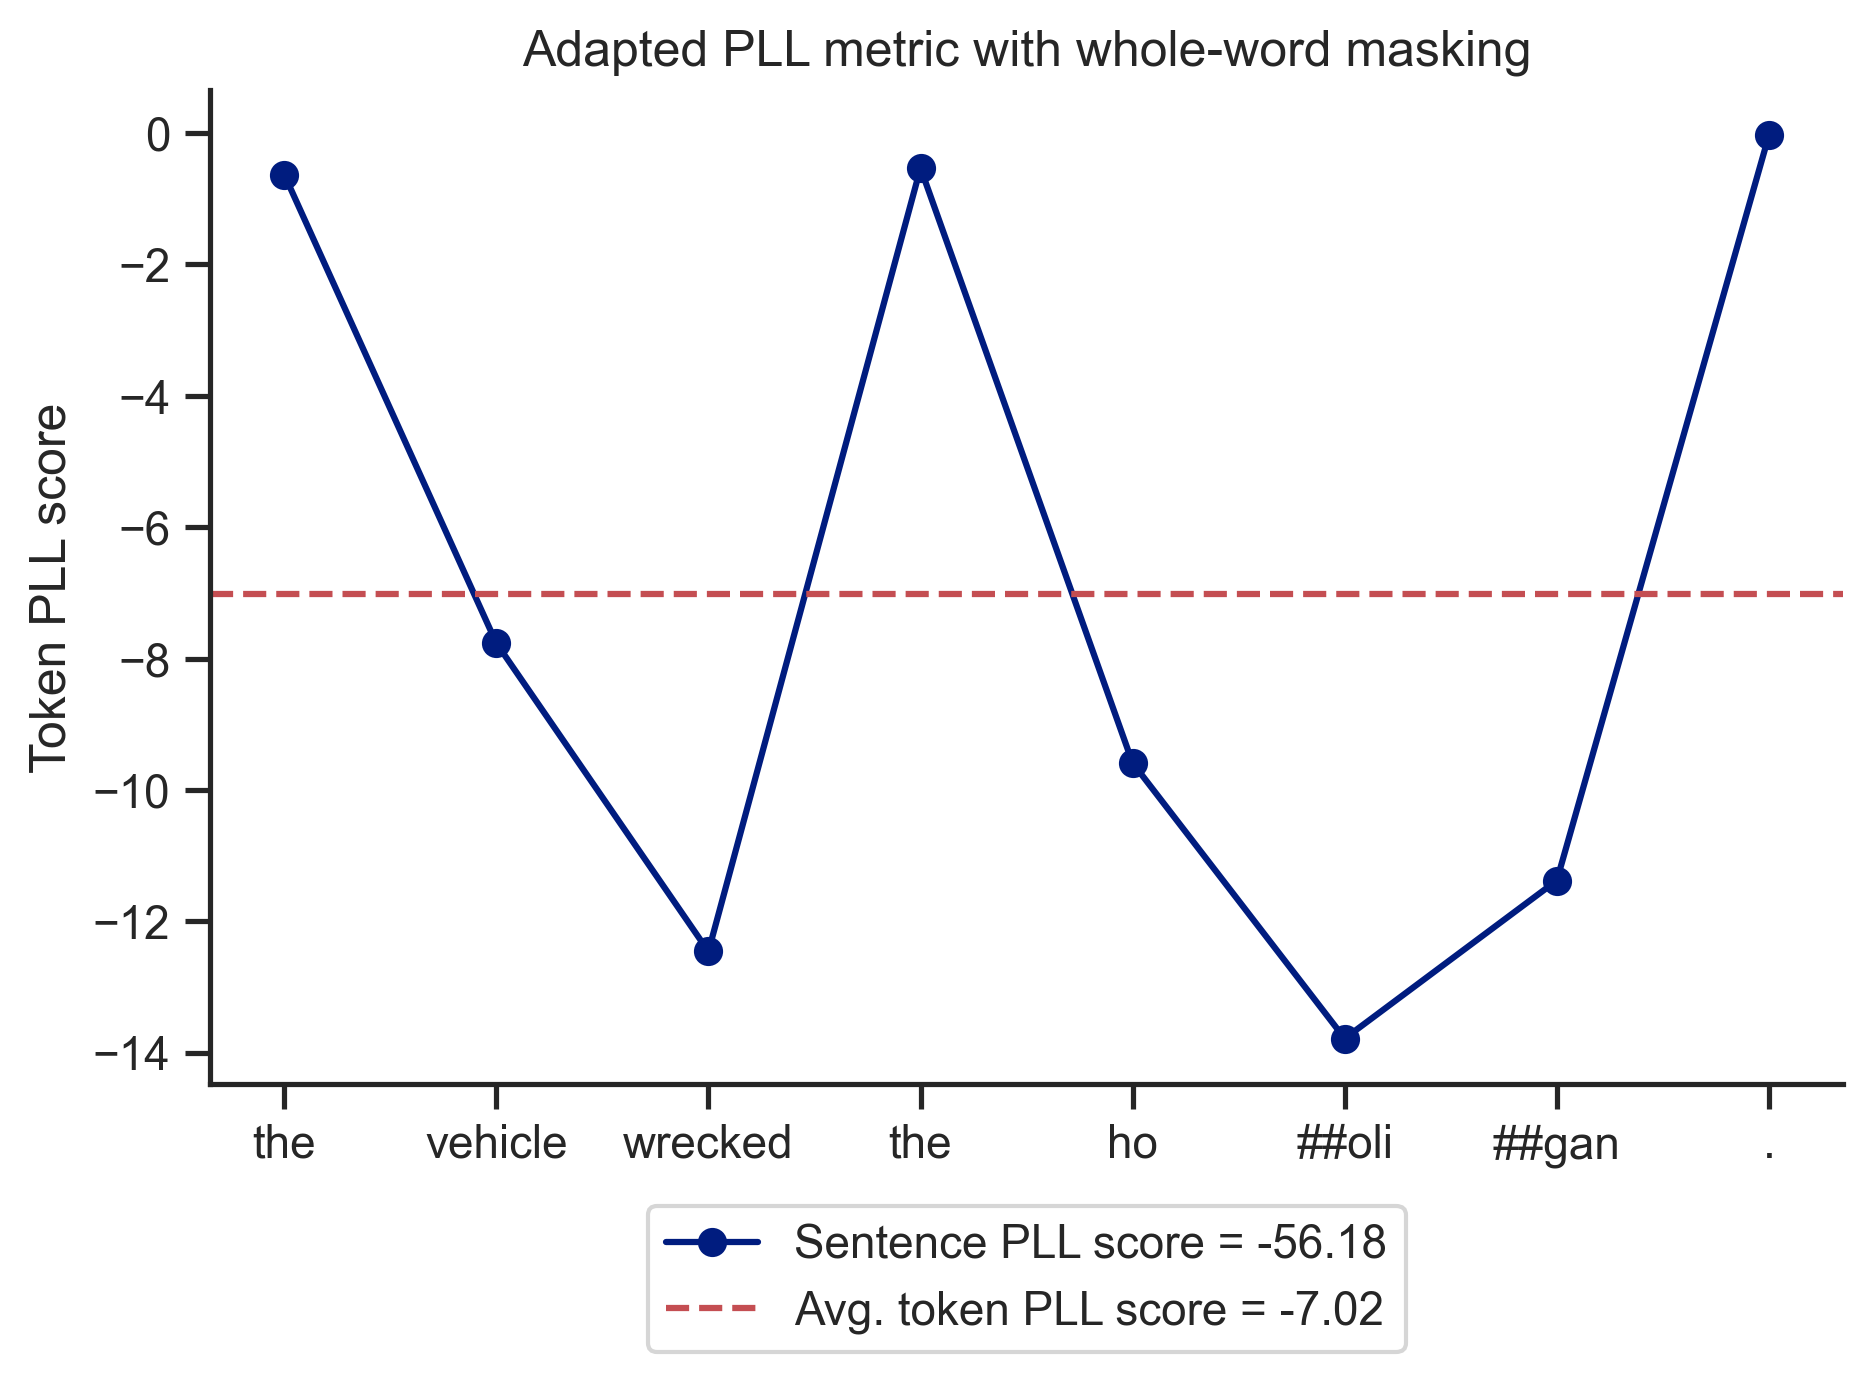 Adapted PLL metric with whole-word masking
Token PLL score
0
−2
−4
−6
−8
−10
−12
−14
the vehicle wrecked the ho ##oli ##gan .
Sentence PLL score = -56.18
Avg. token PLL score = -7.02